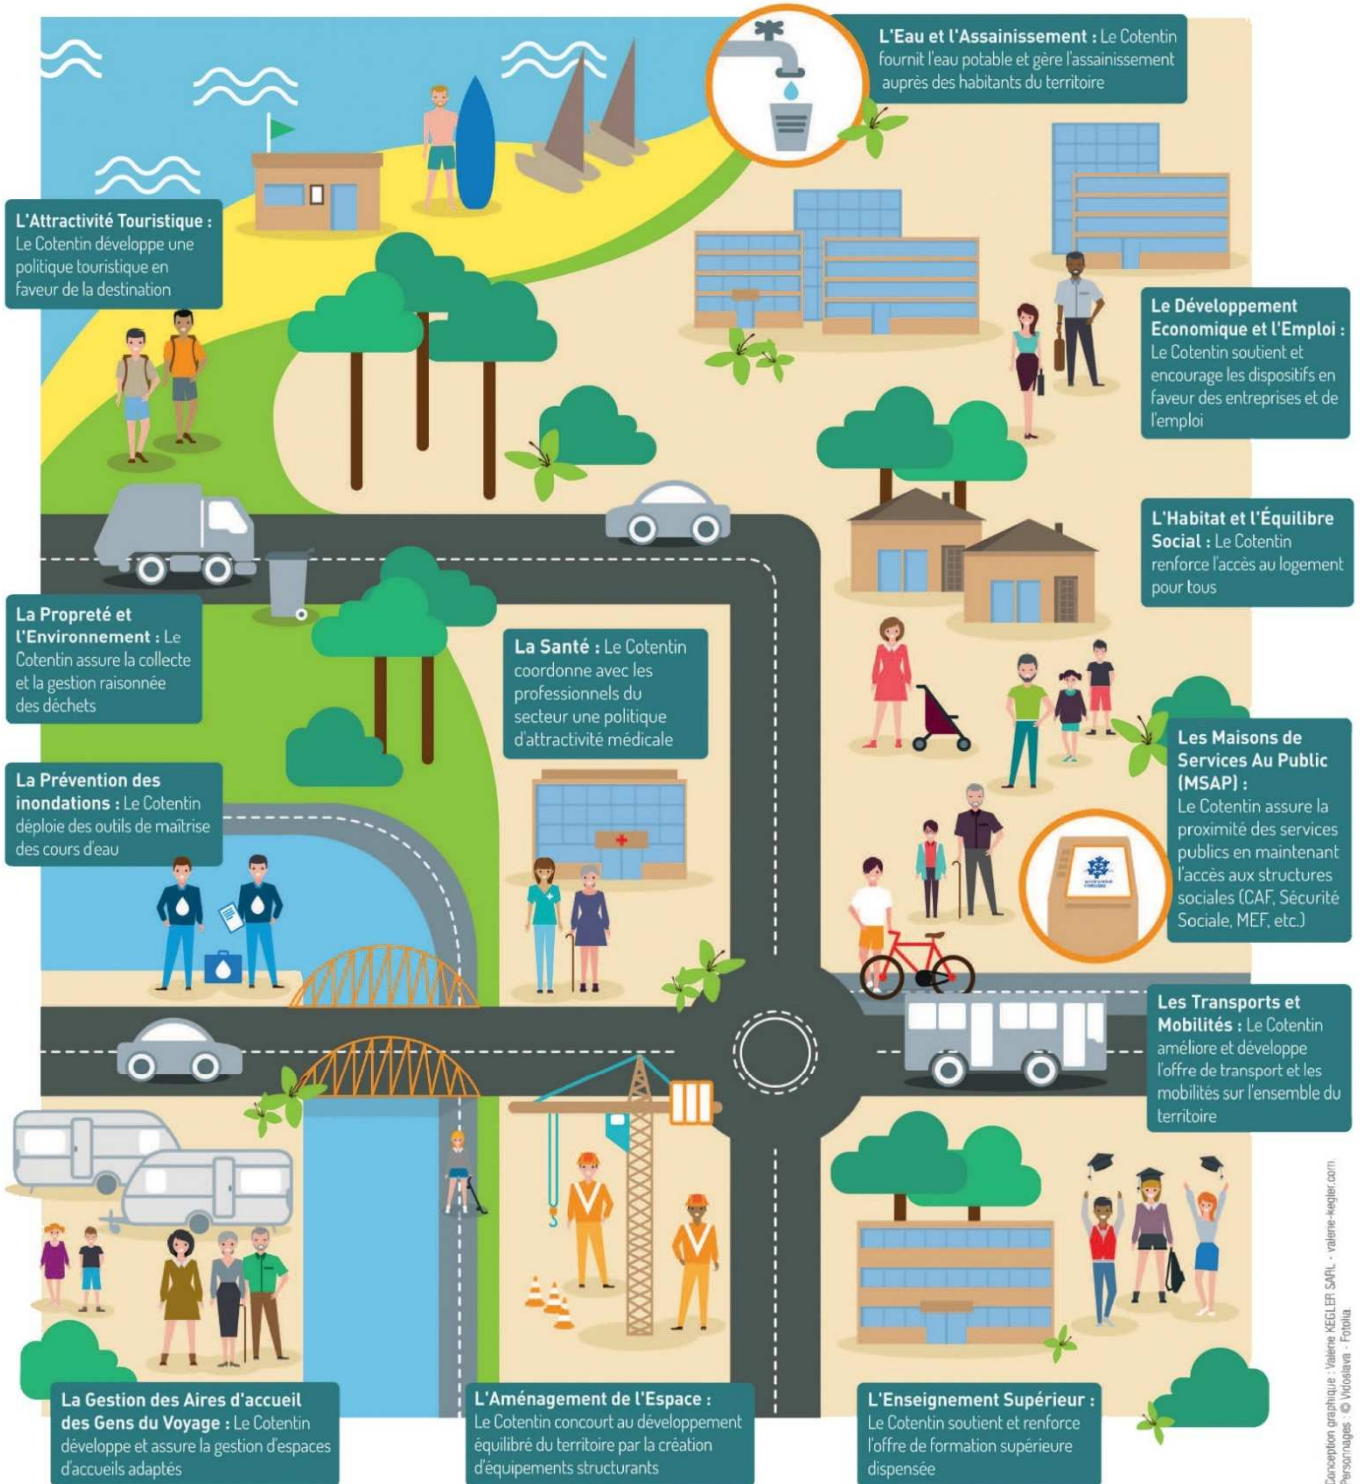 L'Eau et l'Assainissement : Le Cotentin
fournit l'eau potable et gère l'assainissement
auprès des habitants du territoire
L'Attractivité Touristique :
Le Cotentin développe une
politique touristique en
faveur de la destination
Le Développement
Economique et l'Emploi :
Le Cotentin soutient et
encourage les dispositifs en
faveur des entreprises et de
l'emploi
L'Habitat et l'Équilibre
Social : Le Cotentin
renforce l'accès au logement
pour tous
La Propreté et
l'Environnement : Le
Cotentin assure la collecte
et la gestion raisonnée
des déchets
La Santé : Le Cotentin
coordonne avec les
professionnels du
secteur une politique
d'attractivité médicale
Les Maisons de
Services Au Public
(MSAP) :
Le Cotentin assure la
proximité des services
publics en maintenant
l'accès aux structures
sociales (CAF, Sécurité
Sociale, MEF, etc.)
La Prévention des
inondations : Le Cotentin
déploie des outils de maîtrise
des cours d'eau
Les Transports et
Mobilités : Le Cotentin
améliore et développe
l'offre de transport et les
mobilités sur l'ensemble du
territoire
La Gestion des Aires d'accueil
des Gens du Voyage : Le Cotentin
développe et assure la gestion d'espaces
d'accueils adaptés
L'Aménagement de l'Espace :
Le Cotentin concourt au développement
équilibré du territoire par la création
d'équipements structurants
L'Enseignement Supérieur :
Le Cotentin soutient et renforce
l'offre de formation supérieure
dispensée
Conception graphique : Valérie KEGLER SARL - valerie-kegler.com
Personnages : © Vidoslava - Fotolia